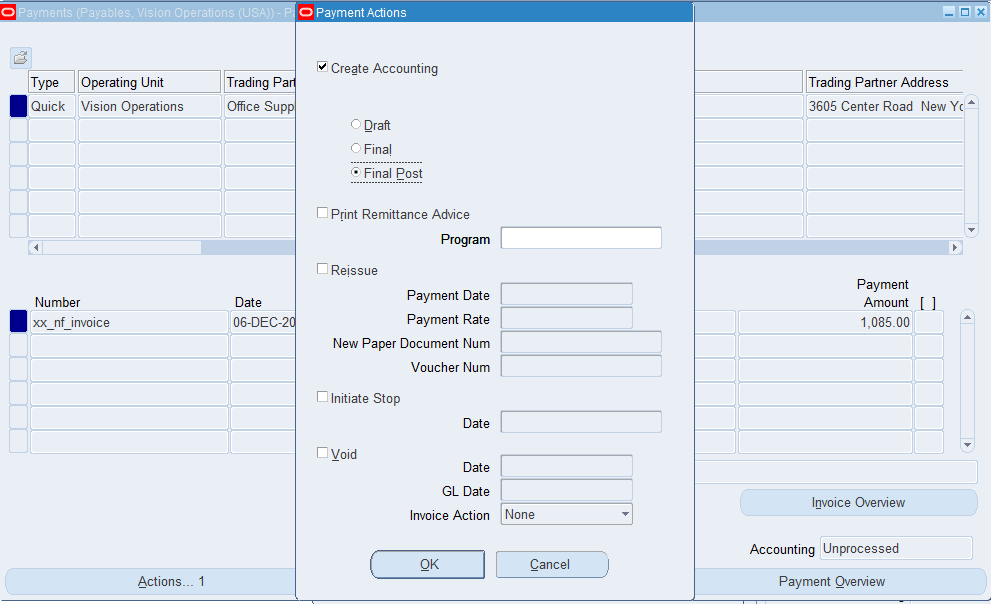 Payments (Payables, Vision Operations (USA)) - Pa
Payment Actions
Create Accounting
Type Operating Unit Trading Part Trading Partner Address
Quick Vision Operations Office Suppl 3605 Center Road New Yo
Draft
Final
Final Post
Print Remittance Advice
Program
Reissue
Payment Date
Payment Rate
New Paper Document Num
Voucher Num
Payment
Number Date Amount [ ]
xx_nf_invoice 06-DEC-20 1,085.00
Initiate Stop
Date
Void
Date
GL Date
Invoice Action None
Invoice Overview
Accounting Unprocessed
OK Cancel
Actions... 1
Payment Overview